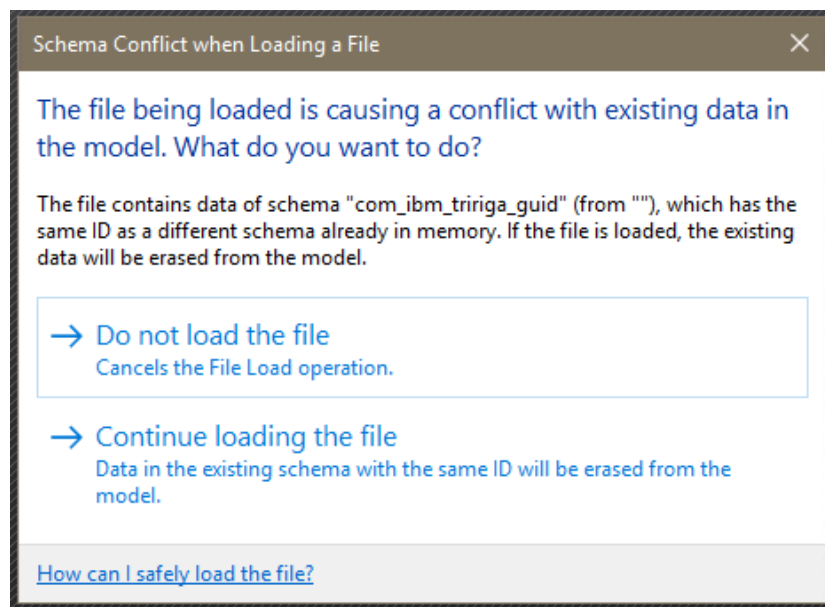 Schema Conflict when Loading a File
The file being loaded is causing a conflict with existing data in
the model. What do you want to do?
The file contains data of schema "com_ibm_tririga_guid" (from ""), which has the
same ID as a different schema already in memory. If the file is loaded, the existing
data will be erased from the model.
Do not load the file
Cancels the File Load operation.
Continue loading the file
Data in the existing schema with the same ID will be erased from the
model.
How can I safely load the file?